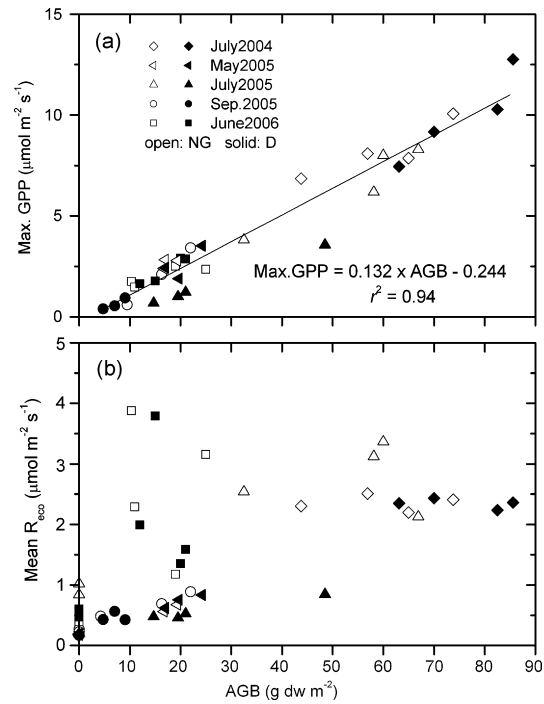 15
(a)
July2004
May2005
July2005
Sep.2005
June2006
open: NG solid: D
10
5
0
Max. GPP (μmol m⁻² s⁻¹)
Max.GPP = 0.132 x AGB - 0.244
r² = 0.94
5
(b)
4
3
2
1
0
Mean R_eco (μmol m⁻² s⁻¹)
0 10 20 30 40 50 60 70 80 90
AGB (g dw m⁻²)